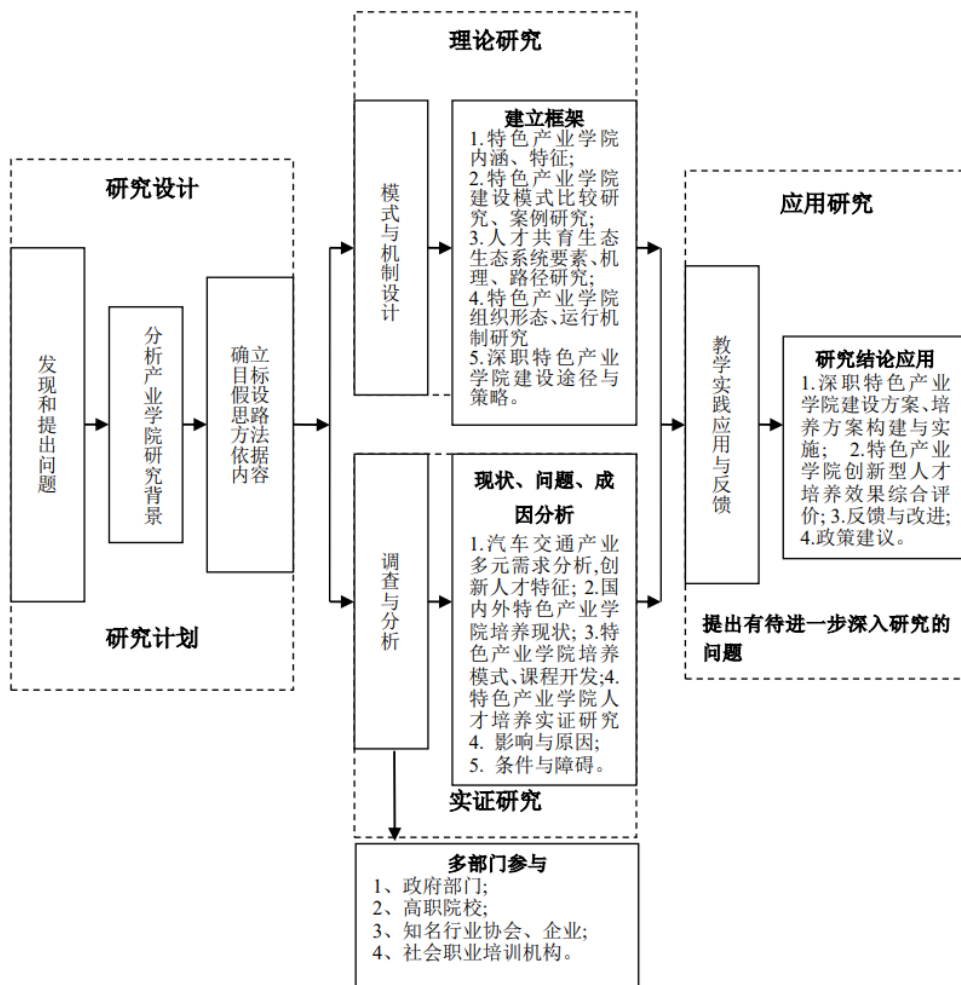 研究设计
发现和提出问题
分析产业学院研究背景
确立
目标
假设
思路
方法
依据
内容
研究计划
理论研究
模式与机制设计
建立框架
1.特色产业学院
内涵、特征;
2.特色产业学院
建设模式比较研
究、案例研究;
3.人才共育生态
生态系统要素、机
理、路径研究;
4.特色产业学院
组织形态、运行机
制研究
5.深职特色产业
学院建设途径与
策略。
调查与分析
现状、问题、成
因分析
1.汽车交通产业
多元需求分析,创
新人才特征; 2.国
内外特色产业学
院培养现状; 3.特
色产业学院培养
模式、课程开发;4.
特色产业学院人
才培养实证研究
4. 影响与原因;
5. 条件与障碍。
实证研究
多部门参与
1、政府部门;
2、高职院校;
3、知名行业协会、企业;
4、社会职业培训机构。
应用研究
教学实践应用与反馈
研究结论应用
1.深职特色产业
学院建设方案、培
养方案构建与实
施; 2.特色产业
学院创新型人才
培养效果综合评
价; 3.反馈与改进;
4.政策建议。
提出有待进一步深入研究的
问题